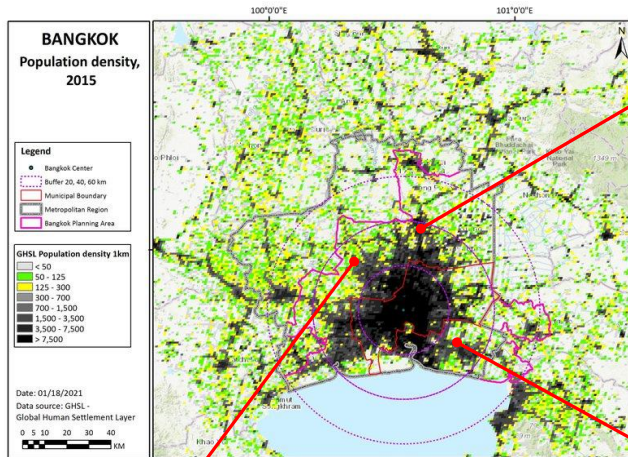 BANGKOK
Population density,
2015
Legend
Bangkok Center
Buffer 20, 40, 60 km
Municipal Boundary
Metropolitan Region
Bangkok Planning Area
GHSL Population density 1km
< 50
50 - 125
125 - 300
300 - 700
700 - 1,500
1,500 - 3,500
3,500 - 7,500
> 7,500
Date: 01/18/2021
Data source: GHSL -
Global Human Settlement Layer
0 5 10 20 30 40
KM
100°0'0"E
101°0'0"E
N